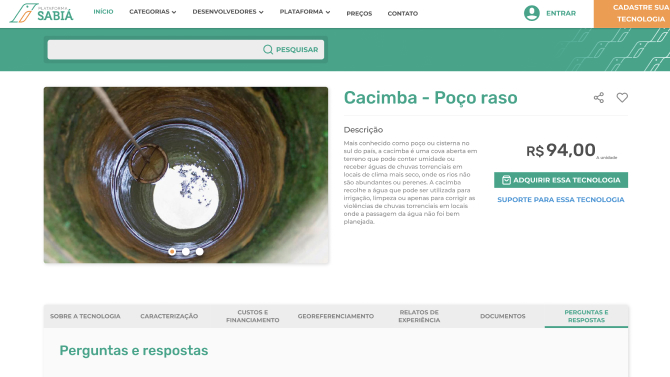 PLATAFORMA
SABIÁ
INÍCIO
CATEGORIAS
DESENVOLVEDORES
PLATAFORMA
PREÇOS
CONTATO
ENTRAR
CADASTRE SUA
TECNOLOGIA
PESQUISAR
Cacimba - Poço raso
Descrição
Mais conhecido como poço ou cisterna no
sul do país, a cacimba é uma cova aberta em
terreno que pode conter umidade ou
receber águas de chuvas torrenciais em
locais de clima mais seco, onde os rios não
são abundantes ou perenes. A cacimba
recolhe a água que pode ser utilizada para
irrigação, limpeza ou apenas para corrigir as
violências de chuvas torrenciais em locais
onde a passagem da água não foi bem
planejada.
R$ 94,00
A unidade
ADQUIRIR ESSA TECNOLOGIA
SUPORTE PARA ESSA TECNOLOGIA
SOBRE A TECNOLOGIA
CARACTERIZAÇÃO
CUSTOS E
FINANCIAMENTO
GEOREFERENCIAMENTO
RELATOS DE
EXPERIÊNCIA
DOCUMENTOS
PERGUNTAS E
RESPOSTAS
Perguntas e respostas